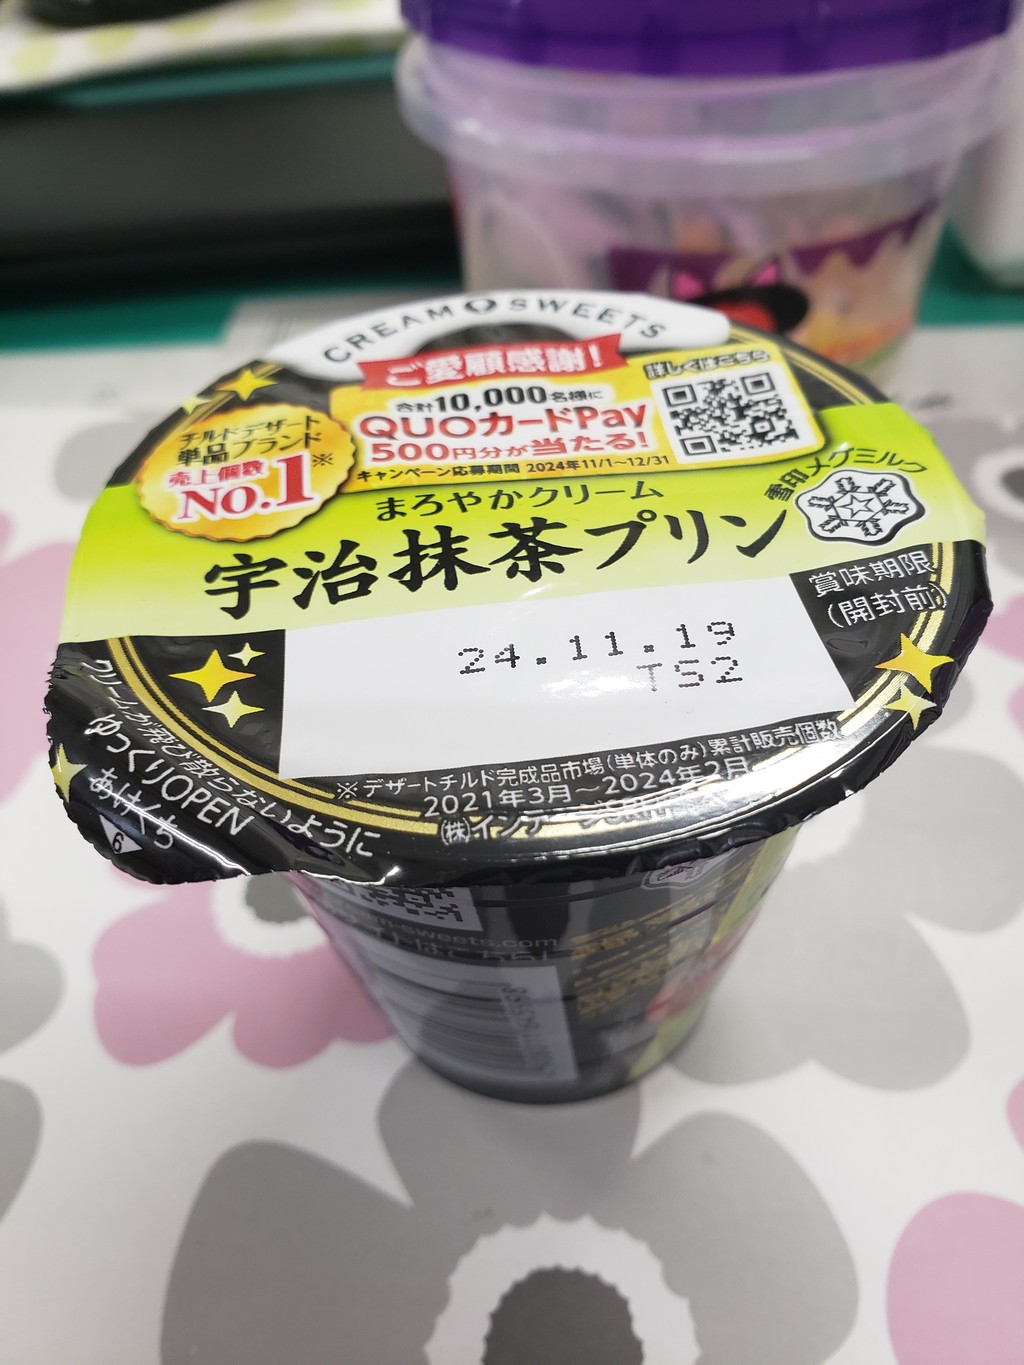 CREAM SWEETS
ご愛顧感謝!
合計10,000名様に
QUOカードPay
500円分が当たる!
キャンペーン応募期間 2024年11/1~12/31
詳しくはこちら
チルドデザート
単品ブランド
売上個数※
No.1
まろやかクリーム
宇治抹茶プリン
雪印メグミルク
賞味期限
(開封前)
24.11.19
TS2
※デザートチルド完成品市場(単体のみ)累計販売個数
2021年3月~2024年2月
(株)インテージ
クリームが飛び散らないように
ゆっくりOPEN
あけくち
6